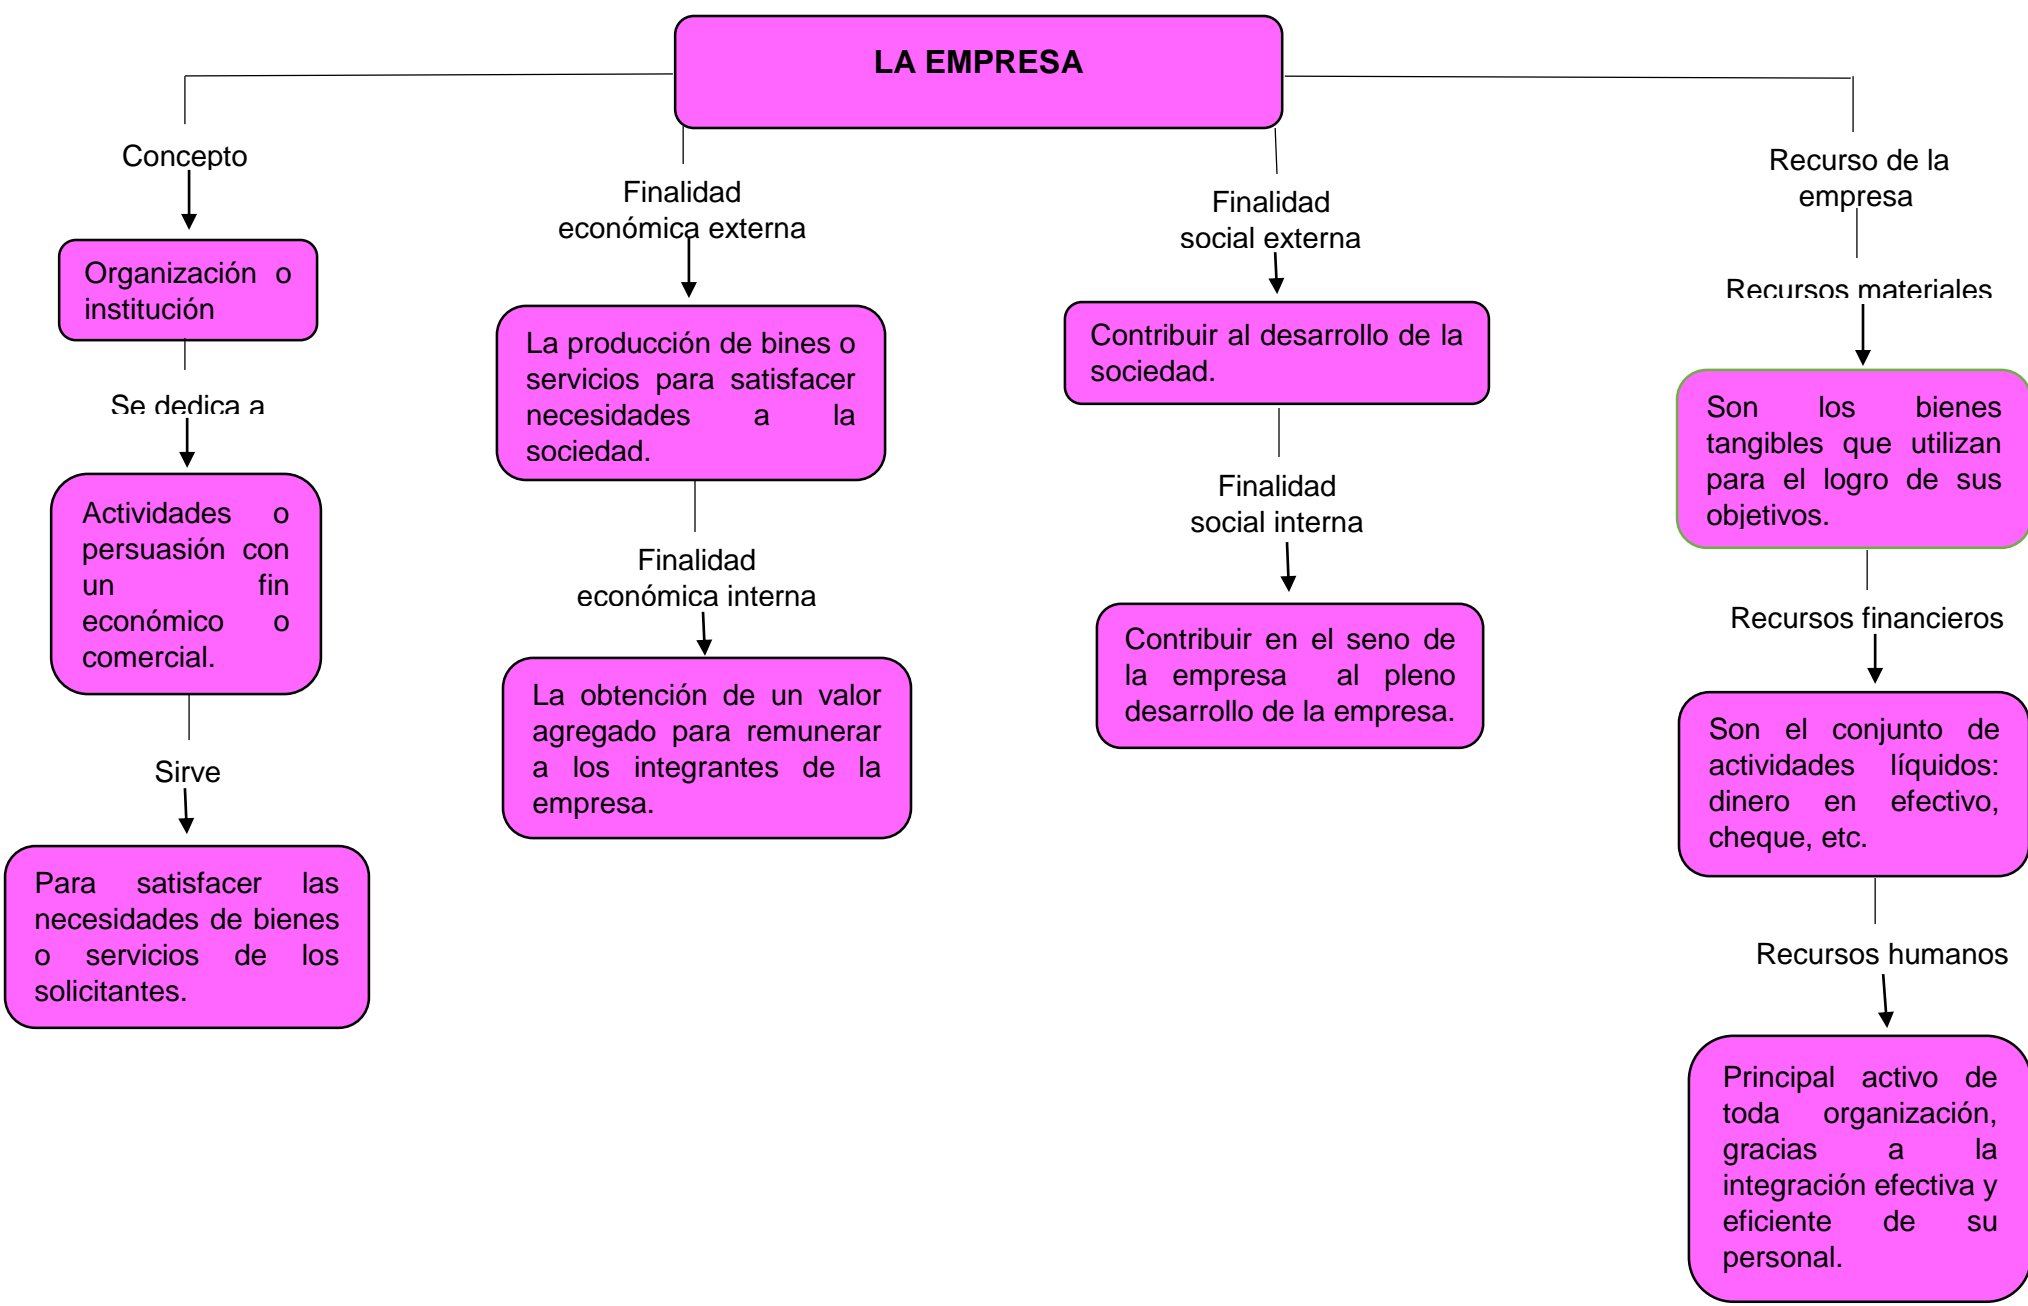 LA EMPRESA
Concepto
Organización o
institución
Se dedica a
Actividades o
persuasión con
un fin
económico o
comercial.
Sirve
Para satisfacer las
necesidades de bienes
o servicios de los
solicitantes.
Finalidad
económica externa
La producción de bines o
servicios para satisfacer
necesidades a la
sociedad.
Finalidad
económica interna
La obtención de un valor
agregado para remunerar
a los integrantes de la
empresa.
Finalidad
social externa
Contribuir al desarrollo de la
sociedad.
Finalidad
social interna
Contribuir en el seno de
la empresa al pleno
desarrollo de la empresa.
Recurso de la
empresa
Recursos materiales
Son los bienes
tangibles que utilizan
para el logro de sus
objetivos.
Recursos financieros
Son el conjunto de
actividades líquidos:
dinero en efectivo,
cheque, etc.
Recursos humanos
Principal activo de
toda organización,
gracias a la
integración efectiva y
eficiente de su
personal.